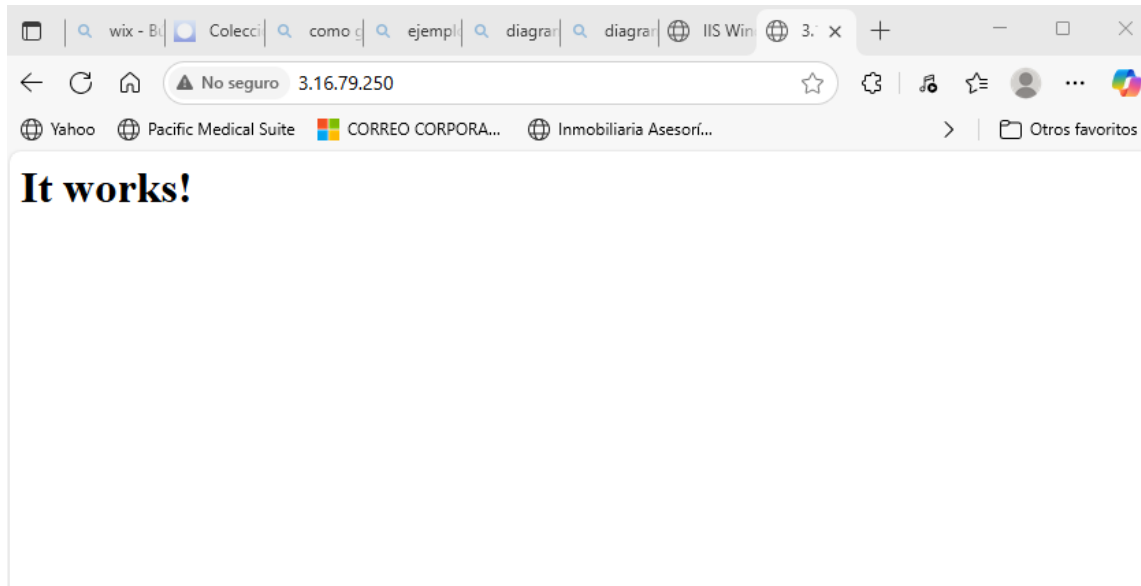 wix - Bu Colecci como g ejemplo diagrar diagrar IIS Win 3.
No seguro 3.16.79.250
Yahoo Pacific Medical Suite CORREO CORPORA... Inmobiliaria Asesorí... Otros favoritos
It works!